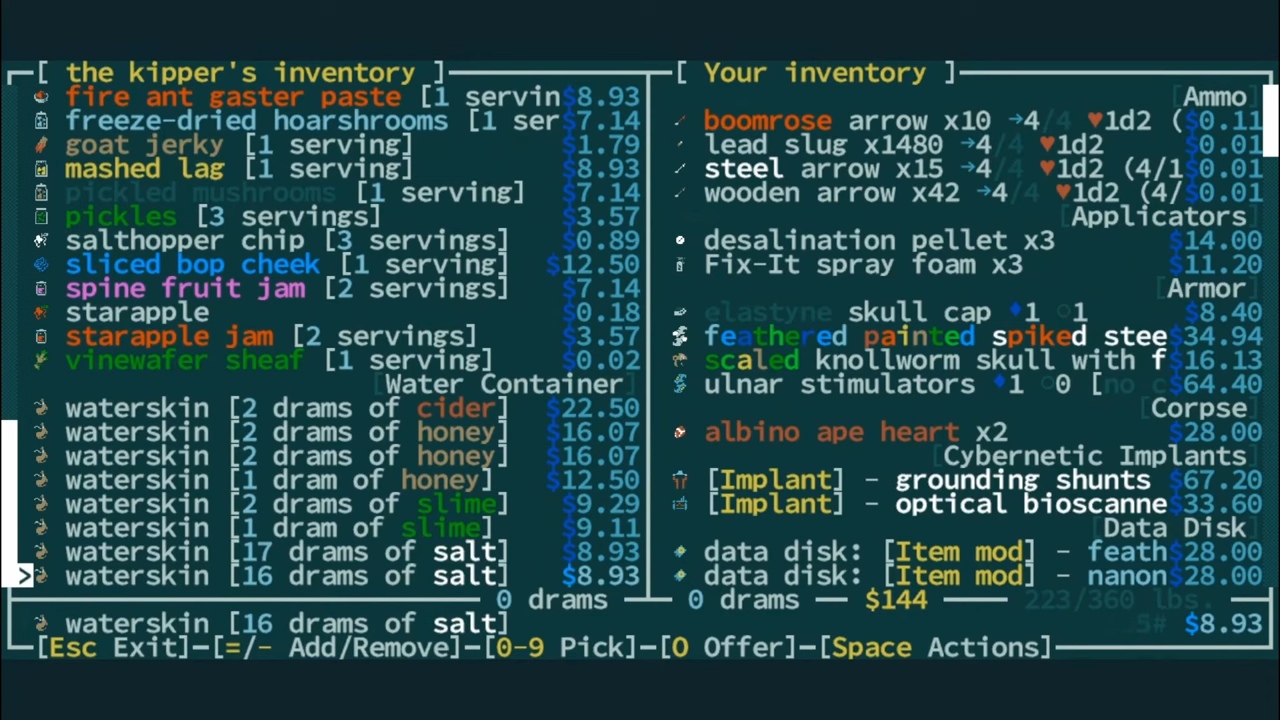 [ the kipper's inventory ]
fire ant gaster paste [1 servin $8.93
freeze-dried hoarshrooms [1 ser $7.14
goat jerky [1 serving] $1.79
mashed lag [1 serving] $8.93
pickled mushrooms [1 serving] $7.14
pickles [3 servings] $3.57
salthopper chip [3 servings] $0.89
sliced bop cheek [1 serving] $12.50
spine fruit jam [2 servings] $7.14
starapple $0.18
starapple jam [2 servings] $3.57
vinewafer sheaf [1 serving] $0.02
[Water Container]
waterskin [2 drams of cider] $22.50
waterskin [2 drams of honey] $16.07
waterskin [2 drams of honey] $16.07
waterskin [1 dram of honey] $12.50
waterskin [2 drams of slime] $9.29
waterskin [1 dram of slime] $9.11
waterskin [17 drams of salt] $8.93
> waterskin [16 drams of salt] $8.93
0 drams
[ Your inventory ]
[Ammo]
boomrose arrow x10 →4/4 ♥1d2 ( $0.11
lead slug x1480 →4/4 ♥1d2 $0.01
steel arrow x15 →4/4 ♥1d2 (4/1 $0.01
wooden arrow x42 →4/4 ♥1d2 (4/ $0.01
[Applicators]
desalination pellet x3 $14.00
Fix-It spray foam x3 $11.20
[Armor]
elastyne skull cap ♦1 ○1 $8.40
feathered painted spiked stee $34.94
scaled knollworm skull with f $16.13
ulnar stimulators ♦1 ○0 [no c $64.40
[Corpse]
albino ape heart x2 $28.00
[Cybernetic Implants]
[Implant] - grounding shunts $67.20
[Implant] - optical bioscanne $33.60
[Data Disk]
data disk: [Item mod] - feath $28.00
data disk: [Item mod] - nanon $28.00
0 drams — $144 — 223/360 lbs.
waterskin [16 drams of salt] 5# $8.93
[Esc Exit]—[=/- Add/Remove]—[0-9 Pick]—[O Offer]—[Space Actions]